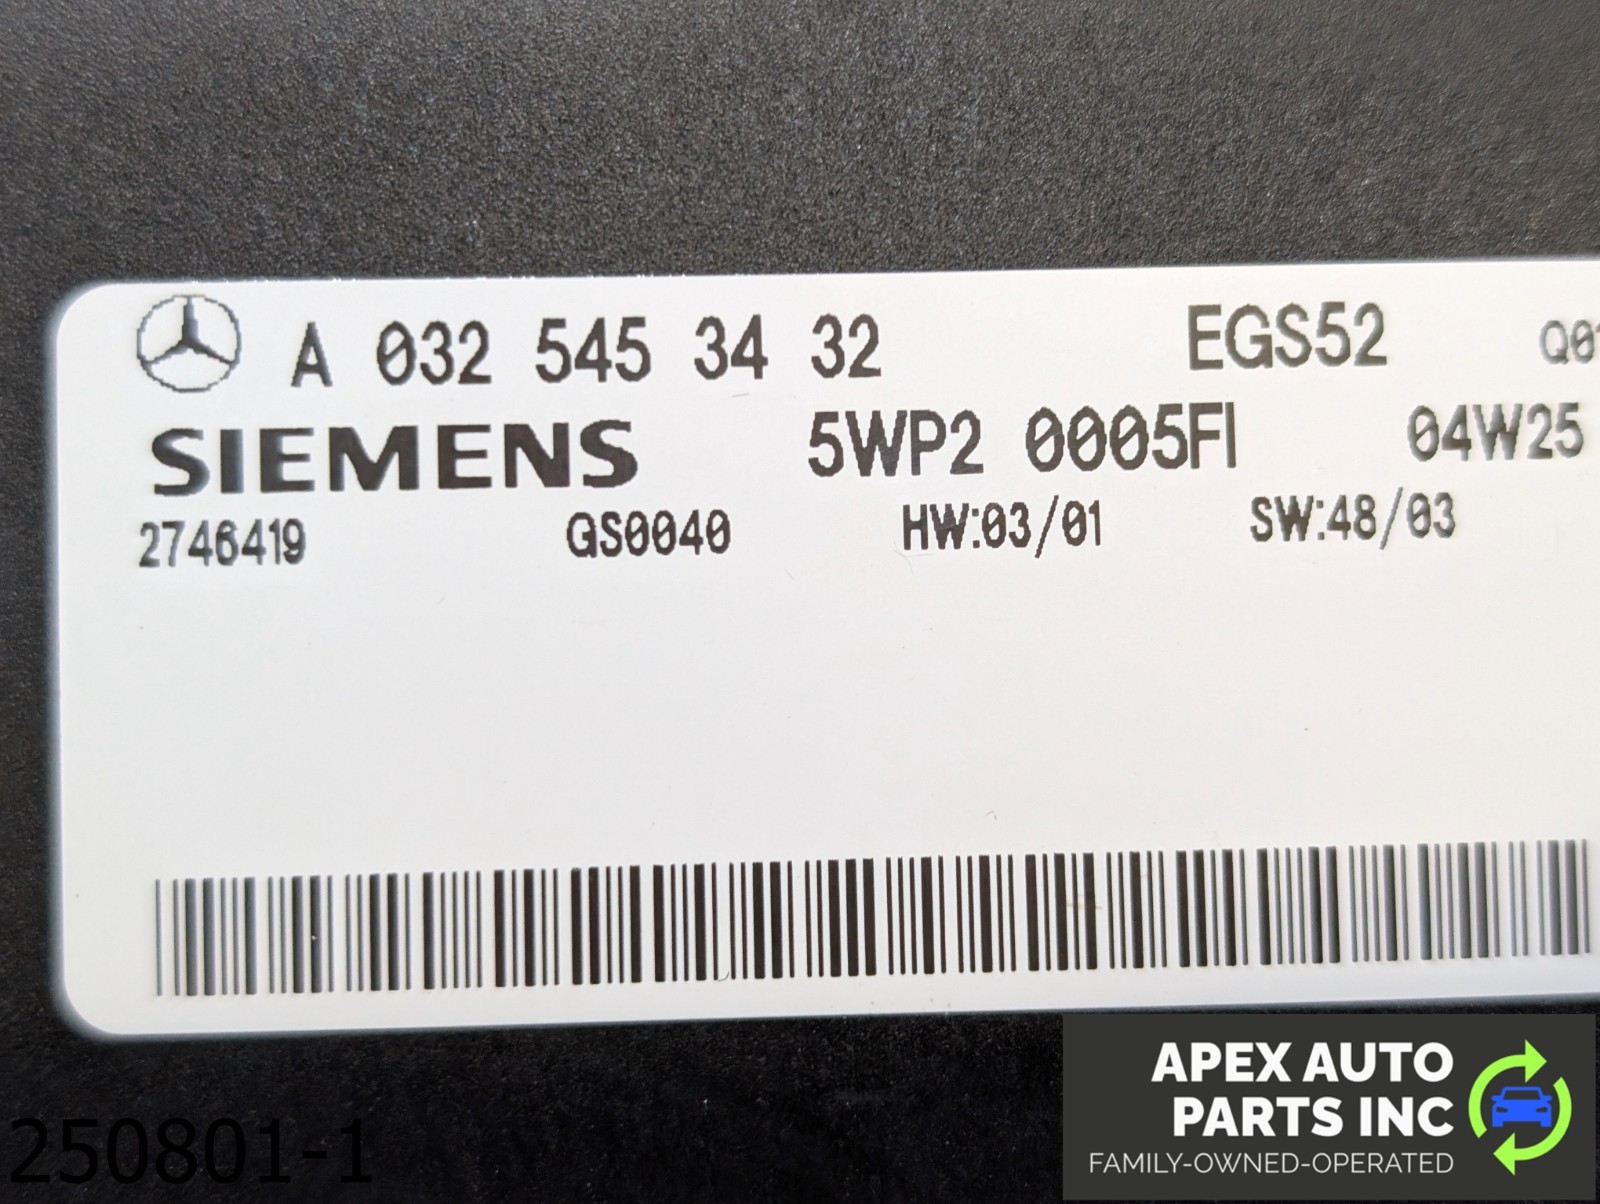 A 032 545 34 32 EGS52
SIEMENS 5WP2 0005FI 04W25
2746419 GS0040 HW:03/01 SW:48/03
APEX AUTO
PARTS INC
FAMILY-OWNED-OPERATED
250801-1